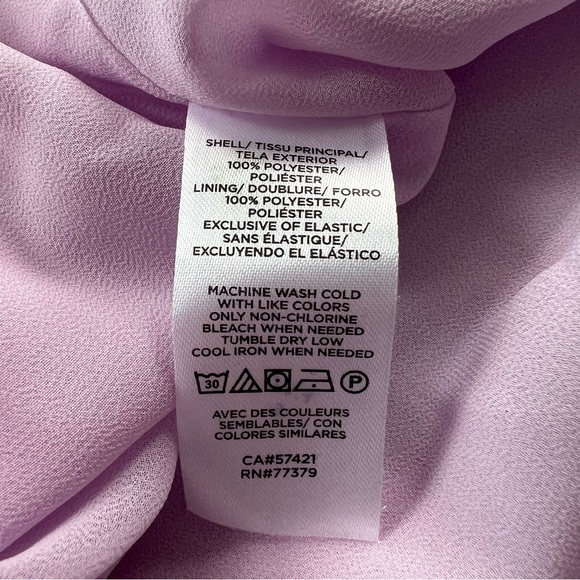 SHELL/ TISSU PRINCIPAL/
TELA EXTERIOR
100% POLYESTER/
POLIÉSTER
LINING/ DOUBLURE/ FORRO
100% POLYESTER/
POLIÉSTER
EXCLUSIVE OF ELASTIC/
SANS ÉLASTIQUE/
EXCLUYENDO EL ELÁSTICO
MACHINE WASH COLD
WITH LIKE COLORS
ONLY NON-CHLORINE
BLEACH WHEN NEEDED
TUMBLE DRY LOW
COOL IRON WHEN NEEDED
30 P
AVEC DES COULEURS
SEMBLABLES/ CON
COLORES SIMILARES
CA#57421
RN#77379